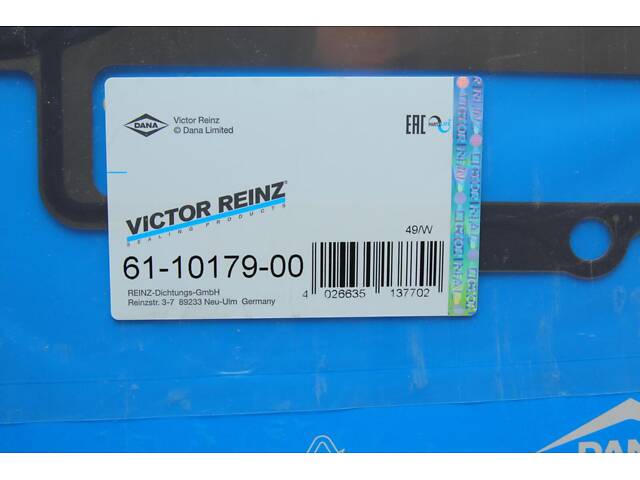 DANA
Victor Reinz
© Dana Limited
EAC
VICTOR REINZ®
SEALING PRODUCTS
49/W
61-10179-00
REINZ-Dichtungs-GmbH
Reinzstr. 3-7 89233 Neu-Ulm Germany
4 026635 137702
DANA